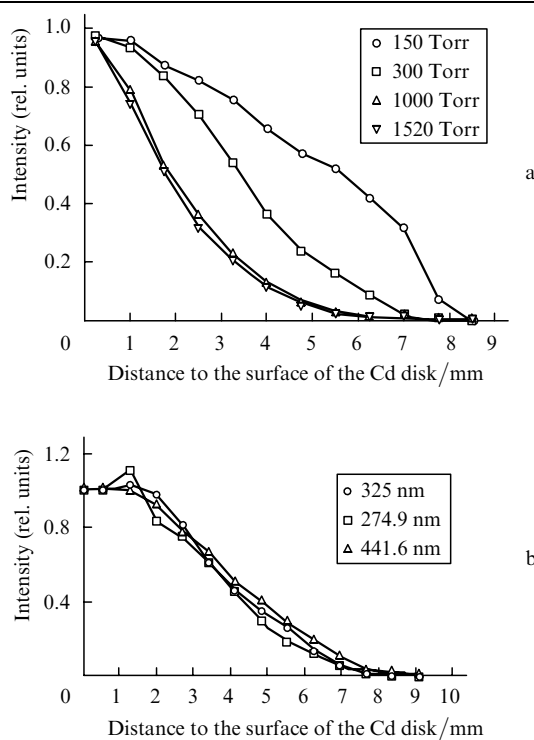 1.0
0.8
0.6
0.4
0.2
0 1 2 3 4 5 6 7 8 9
Intensity (rel. units)
150 Torr
300 Torr
1000 Torr
1520 Torr
a
Distance to the surface of the Cd disk/mm
1.2
0.8
0.4
0 1 2 3 4 5 6 7 8 9 10
Intensity (rel. units)
325 nm
274.9 nm
441.6 nm
b
Distance to the surface of the Cd disk/mm